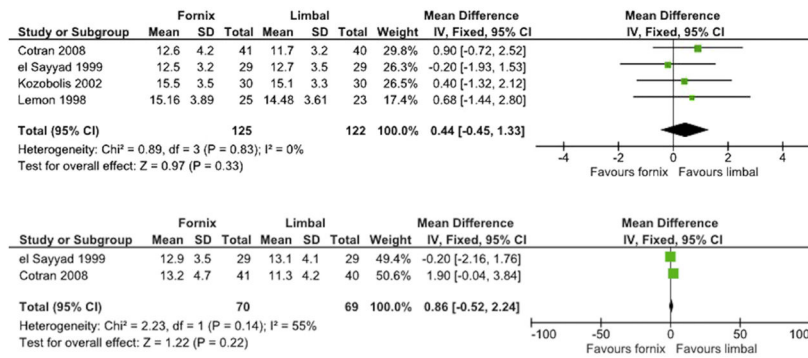 Fornix Limbal Mean Difference Mean Difference
Study or Subgroup Mean SD Total Mean SD Total Weight IV, Fixed, 95% CI IV, Fixed, 95% CI
Cotran 2008 12.6 4.2 41 11.7 3.2 40 29.8% 0.90 [-0.72, 2.52]
el Sayyad 1999 12.5 3.2 29 12.7 3.5 29 26.3% -0.20 [-1.93, 1.53]
Kozobolis 2002 15.5 3.5 30 15.1 3.3 30 26.5% 0.40 [-1.32, 2.12]
Lemon 1998 15.16 3.89 25 14.48 3.61 23 17.4% 0.68 [-1.44, 2.80]
Total (95% CI) 125 122 100.0% 0.44 [-0.45, 1.33]
Heterogeneity: Chi² = 0.89, df = 3 (P = 0.83); I² = 0%
Test for overall effect: Z = 0.97 (P = 0.33)
-4 -2 0 2 4
Favours fornix Favours limbal
Fornix Limbal Mean Difference Mean Difference
Study or Subgroup Mean SD Total Mean SD Total Weight IV, Fixed, 95% CI IV, Fixed, 95% CI
el Sayyad 1999 12.9 3.5 29 13.1 4.1 29 49.4% -0.20 [-2.16, 1.76]
Cotran 2008 13.2 4.7 41 11.3 4.2 40 50.6% 1.90 [-0.04, 3.84]
Total (95% CI) 70 69 100.0% 0.86 [-0.52, 2.24]
Heterogeneity: Chi² = 2.23, df = 1 (P = 0.14); I² = 55%
Test for overall effect: Z = 1.22 (P = 0.22)
-100 -50 0 50 100
Favours fornix Favours limbal